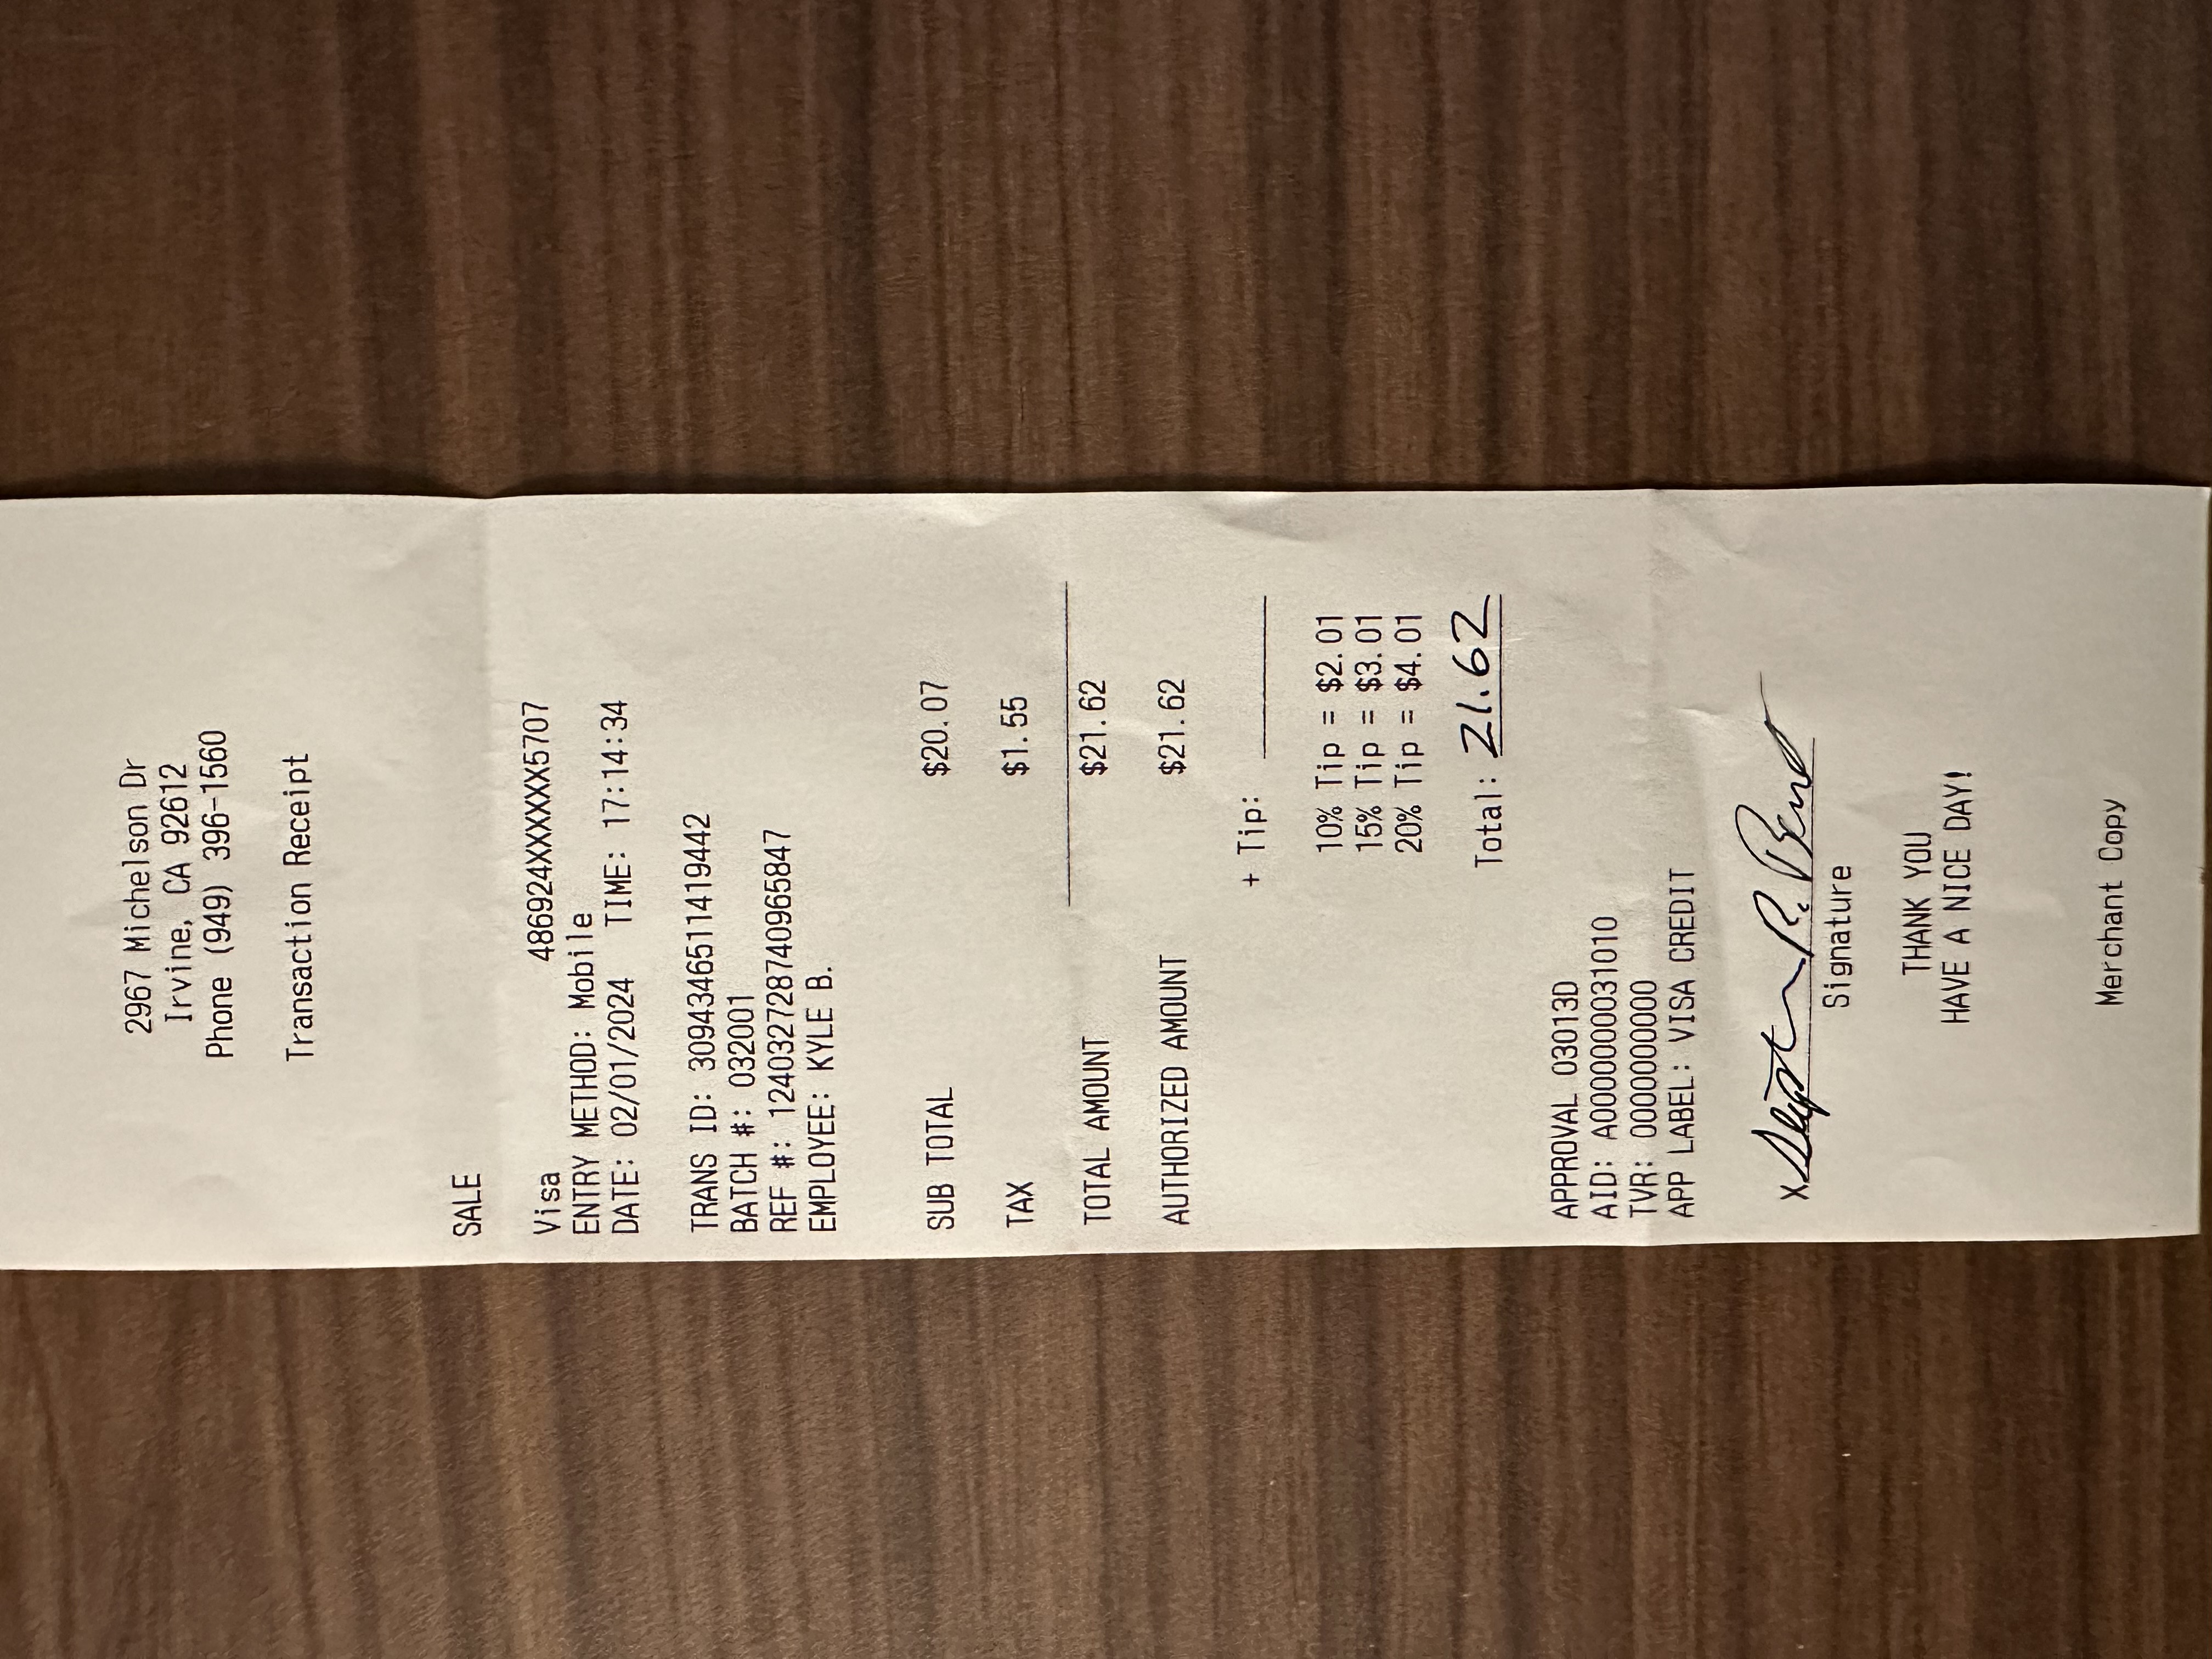 2967 Michelson Dr
Irvine, CA 92612
Phone (949) 396-1560
Transaction Receipt
SALE
Visa 486924XXXXXX5707
ENTRY METHOD: Mobile
DATE: 02/01/2024 TIME: 17:14:34
TRANS ID: 3094346511419442
BATCH #: 032001
REF #: 124032728740965847
EMPLOYEE: KYLE B.
SUB TOTAL $20.07
TAX $1.55
TOTAL AMOUNT $21.62
AUTHORIZED AMOUNT $21.62
+ Tip:
10% Tip = $2.01
15% Tip = $3.01
20% Tip = $4.01
Total: 21.62
APPROVAL 03013D
AID: A0000000031010
TVR: 0000000000
APP LABEL: VISA CREDIT
X R.
Signature
THANK YOU
HAVE A NICE DAY!
Merchant Copy